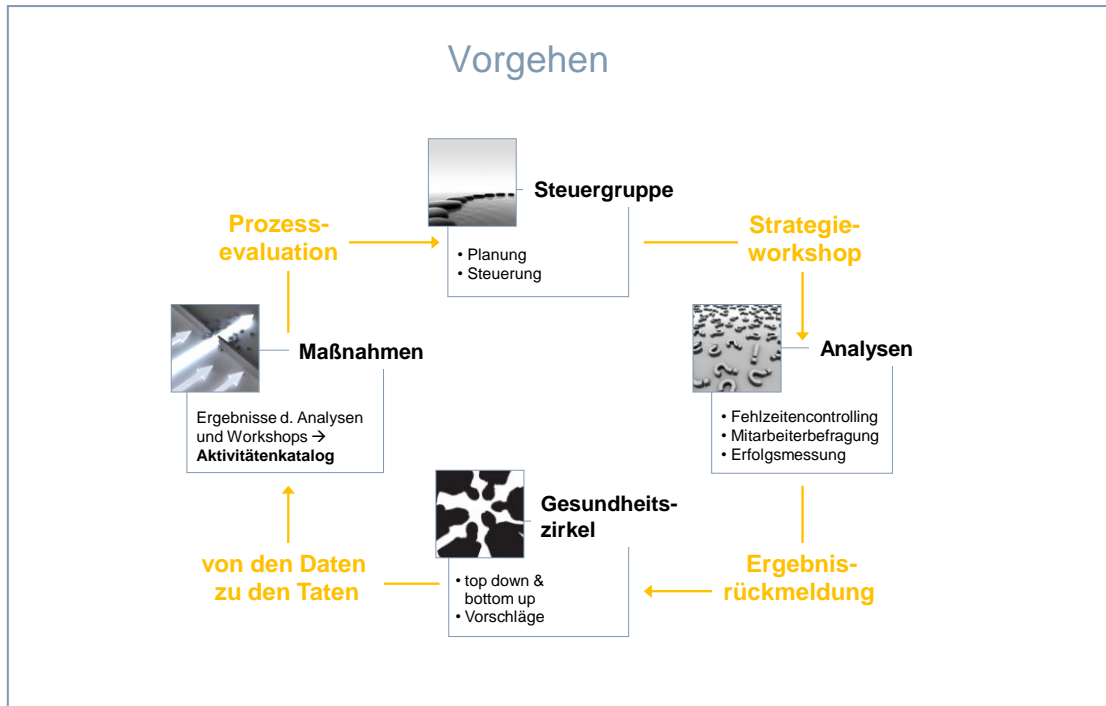 Vorgehen
Steuergruppe
• Planung
• Steuerung
Strategie-
workshop
Analysen
• Fehlzeitencontrolling
• Mitarbeiterbefragung
• Erfolgsmessung
Ergebnis-
rückmeldung
Gesundheits-
zirkel
• top down &
bottom up
• Vorschläge
von den Daten
zu den Taten
Maßnahmen
Ergebnisse d. Analysen
und Workshops →
Aktivitätenkatalog
Prozess-
evaluation